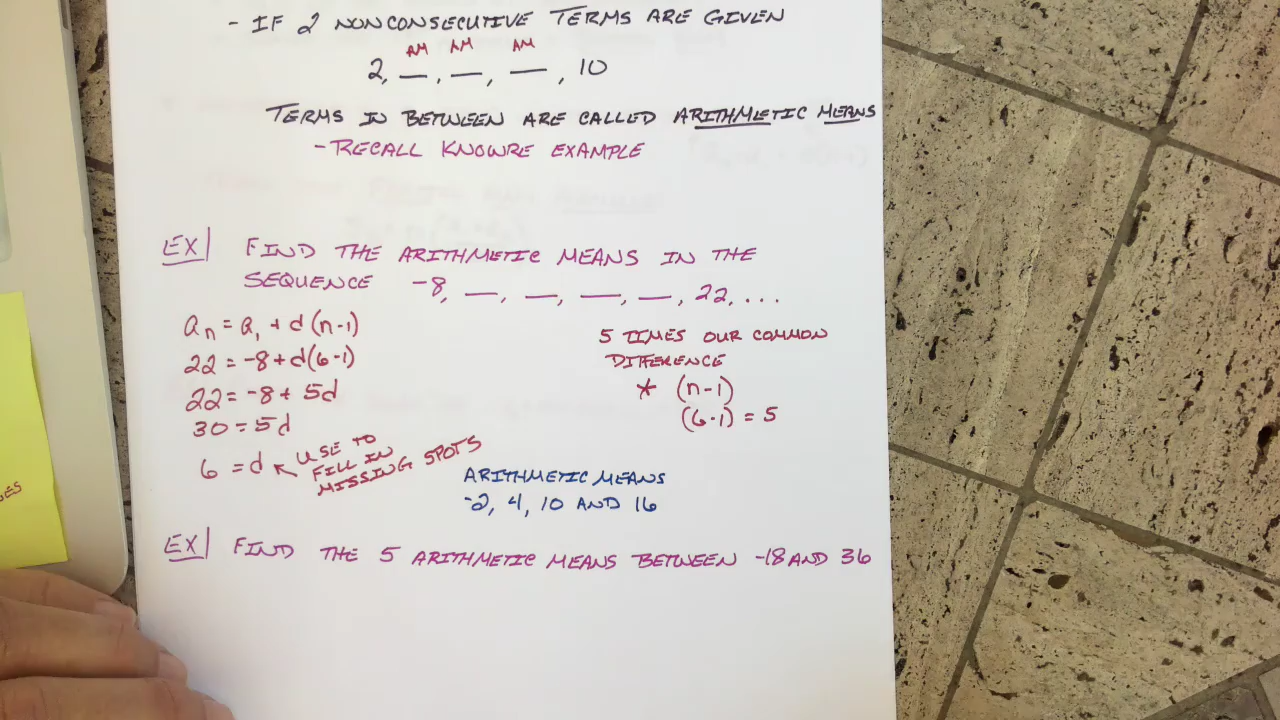 - IF 2 NONCONSECUTIVE TERMS ARE GIVEN
AM AM AM
2, __, __, __, 10
TERMS IN BETWEEN ARE CALLED ARITHMETIC MEANS
- RECALL KNOWRE EXAMPLE
EX| FIND THE ARITHMETIC MEANS IN THE
SEQUENCE -8, __, __, __, __, 22, ...
aₙ = a₁ + d(n-1)
22 = -8 + d(6-1)
22 = -8 + 5d
30 = 5d
6 = d ← USE TO
FILL IN
MISSING SPOTS
5 TIMES OUR COMMON
DIFFERENCE
* (n-1)
(6-1) = 5
ARITHMETIC MEANS
-2, 4, 10 AND 16
EX| FIND THE 5 ARITHMETIC MEANS BETWEEN -18 AND 36